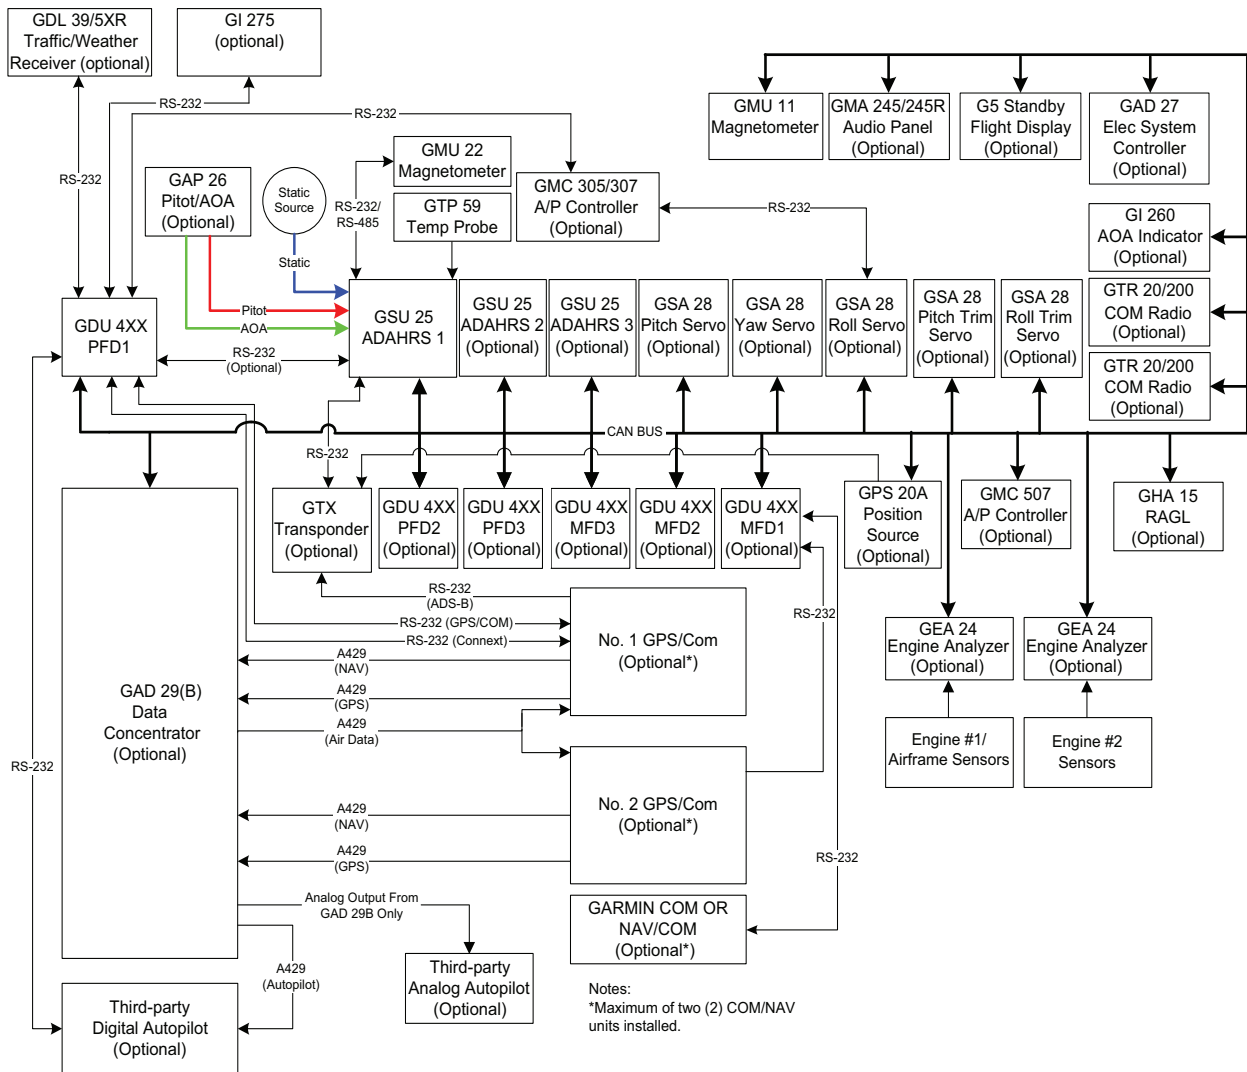 GDL 39/5XR
Traffic/Weather
Receiver (optional)
GI 275
(optional)
RS-232
RS-232
RS-232
GMU 11
Magnetometer
GMA 245/245R
Audio Panel
(Optional)
G5 Standby
Flight Display
(Optional)
GAD 27
Elec System
Controller
(Optional)
GAP 26
Pitot/AOA
(Optional)
Static
Source
Static
RS-232/
RS-485
GMU 22
Magnetometer
GTP 59
Temp Probe
GMC 305/307
A/P Controller
(Optional)
RS-232
GI 260
AOA Indicator
(Optional)
GTR 20/200
COM Radio
(Optional)
GTR 20/200
COM Radio
(Optional)
Pitot
AOA
GDU 4XX
PFD1
RS-232
(Optional)
GSU 25
ADAHRS 1
GSU 25
ADAHRS 2
(Optional)
GSU 25
ADAHRS 3
(Optional)
GSA 28
Pitch Servo
(Optional)
GSA 28
Yaw Servo
(Optional)
GSA 28
Roll Servo
(Optional)
GSA 28
Pitch Trim
Servo
(Optional)
GSA 28
Roll Trim
Servo
(Optional)
CAN BUS
RS-232
GTX
Transponder
(Optional)
GDU 4XX
PFD2
(Optional)
GDU 4XX
PFD3
(Optional)
GDU 4XX
MFD3
(Optional)
GDU 4XX
MFD2
(Optional)
GDU 4XX
MFD1
(Optional)
GPS 20A
Position
Source
(Optional)
GMC 507
A/P Controller
(Optional)
GHA 15
RAGL
(Optional)
RS-232
(ADS-B)
RS-232 (GPS/COM)
RS-232 (Connext)
A429
(NAV)
A429
(GPS)
A429
(Air Data)
No. 1 GPS/Com
(Optional*)
RS-232
GEA 24
Engine Analyzer
(Optional)
GEA 24
Engine Analyzer
(Optional)
Engine #1/
Airframe Sensors
Engine #2
Sensors
GAD 29(B)
Data
Concentrator
(Optional)
RS-232
A429
(NAV)
A429
(GPS)
No. 2 GPS/Com
(Optional*)
RS-232
Analog Output From
GAD 29B Only
GARMIN COM OR
NAV/COM
(Optional*)
A429
(Autopilot)
Third-party
Analog Autopilot
(Optional)
Third-party
Digital Autopilot
(Optional)
Notes:
*Maximum of two (2) COM/NAV
units installed.